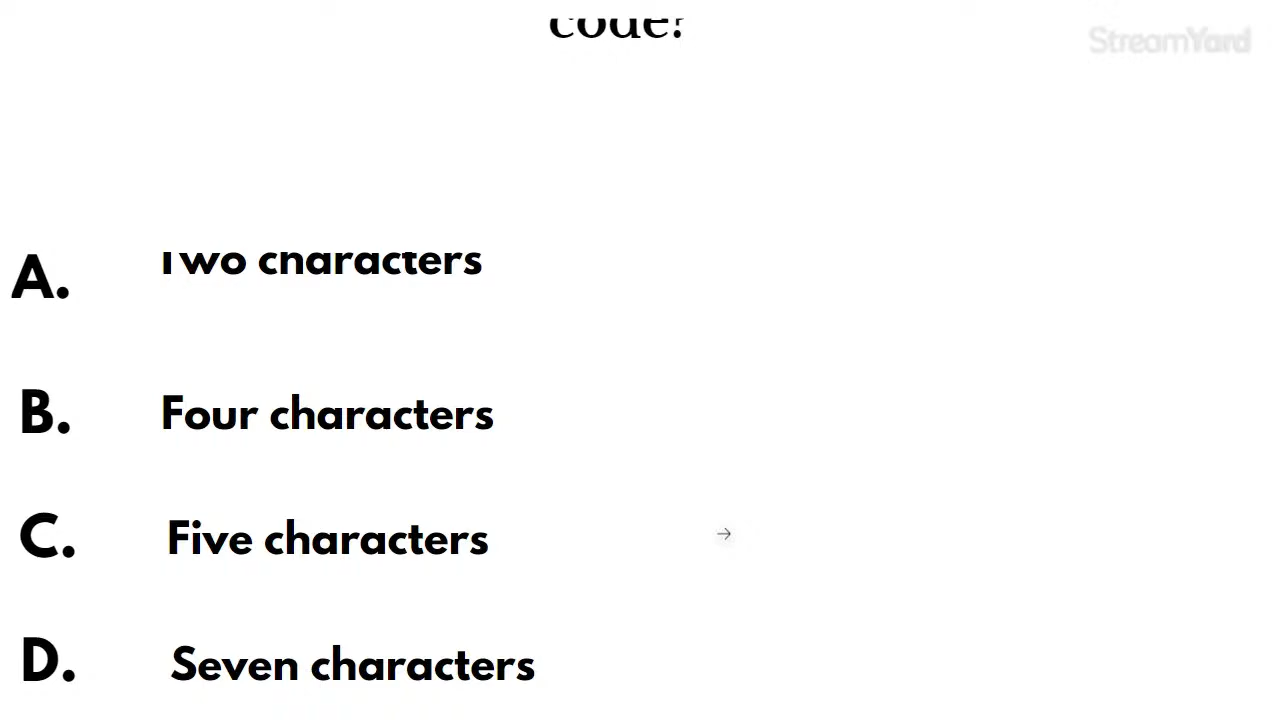 code?
StreamYard
A. Two characters
B. Four characters
C. Five characters
D. Seven characters